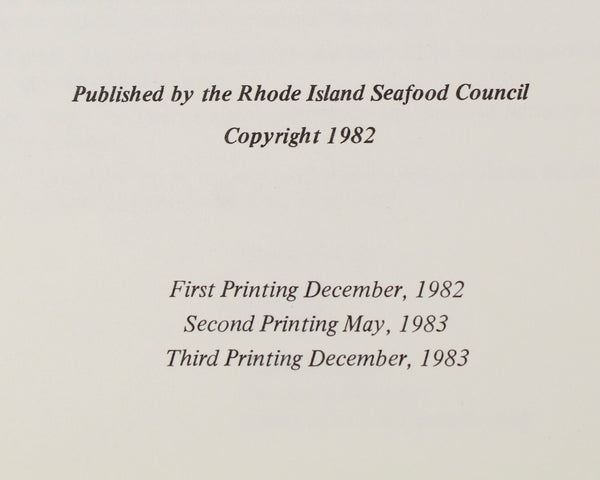 Published by the Rhode Island Seafood Council
Copyright 1982
First Printing December, 1982
Second Printing May, 1983
Third Printing December, 1983